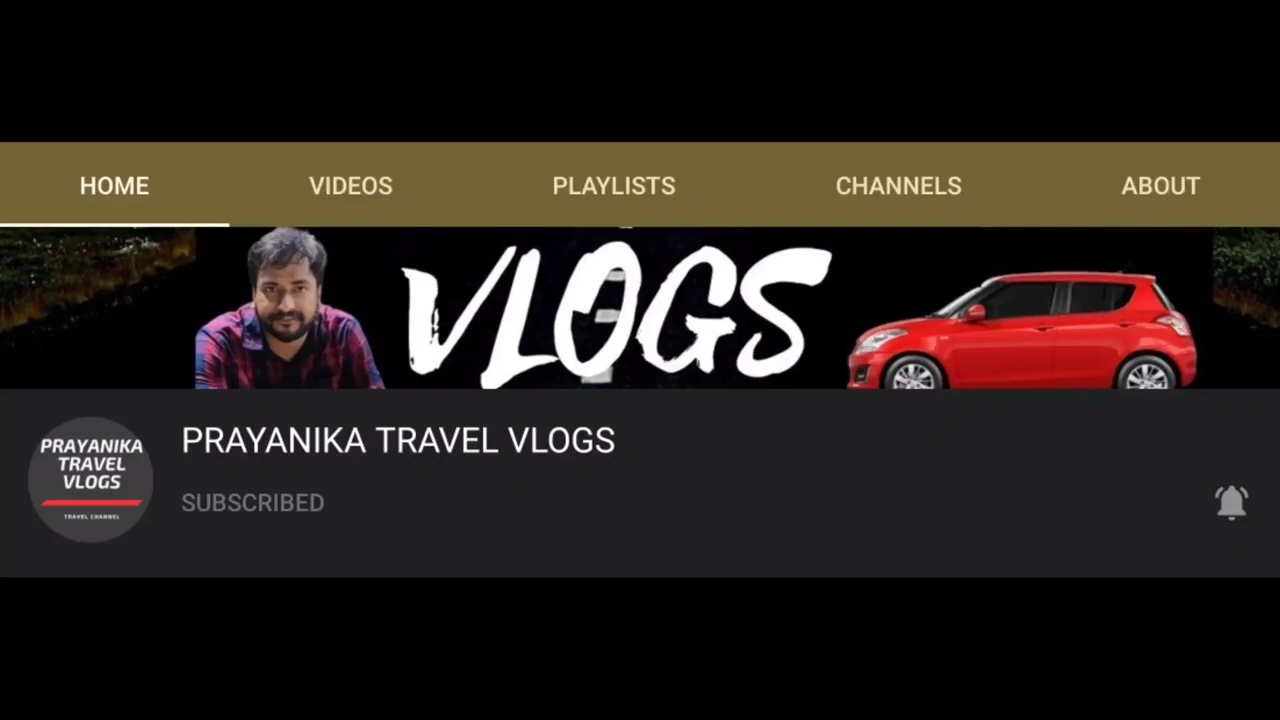 HOME VIDEOS PLAYLISTS CHANNELS ABOUT
VLOGS
PRAYANIKA
TRAVEL
VLOGS
TRAVEL CHANNEL
PRAYANIKA TRAVEL VLOGS
SUBSCRIBED